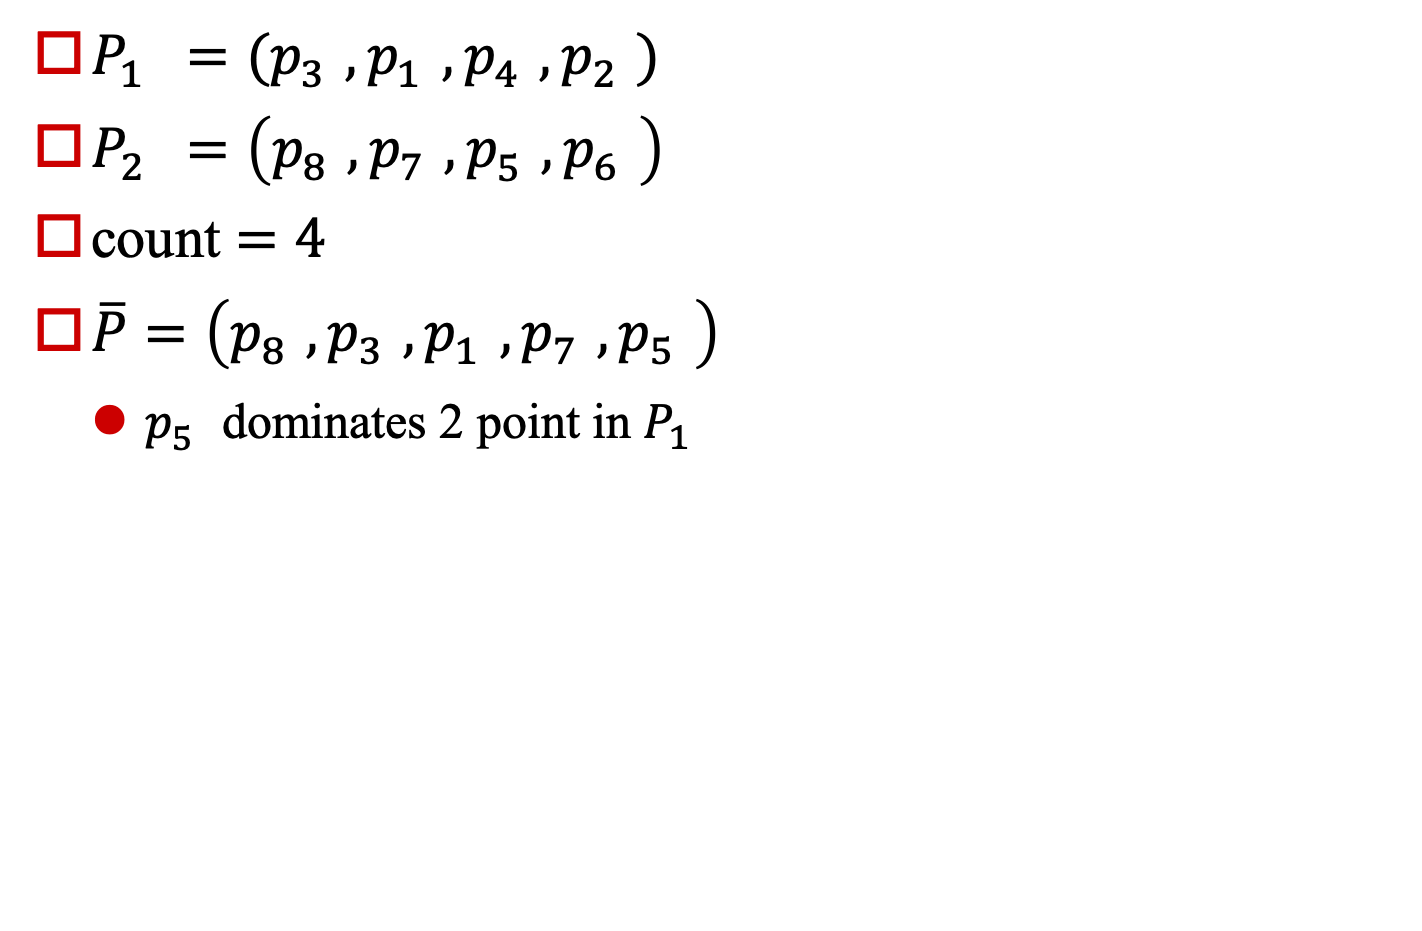 P₁ = (p₃ ,p₁ ,p₄ ,p₂ )
P₂ = (p₈ ,p₇ ,p₅ ,p₆ )
count = 4
P̅ = (p₈ ,p₃ ,p₁ ,p₇ ,p₅ )
p₅ dominates 2 point in P₁